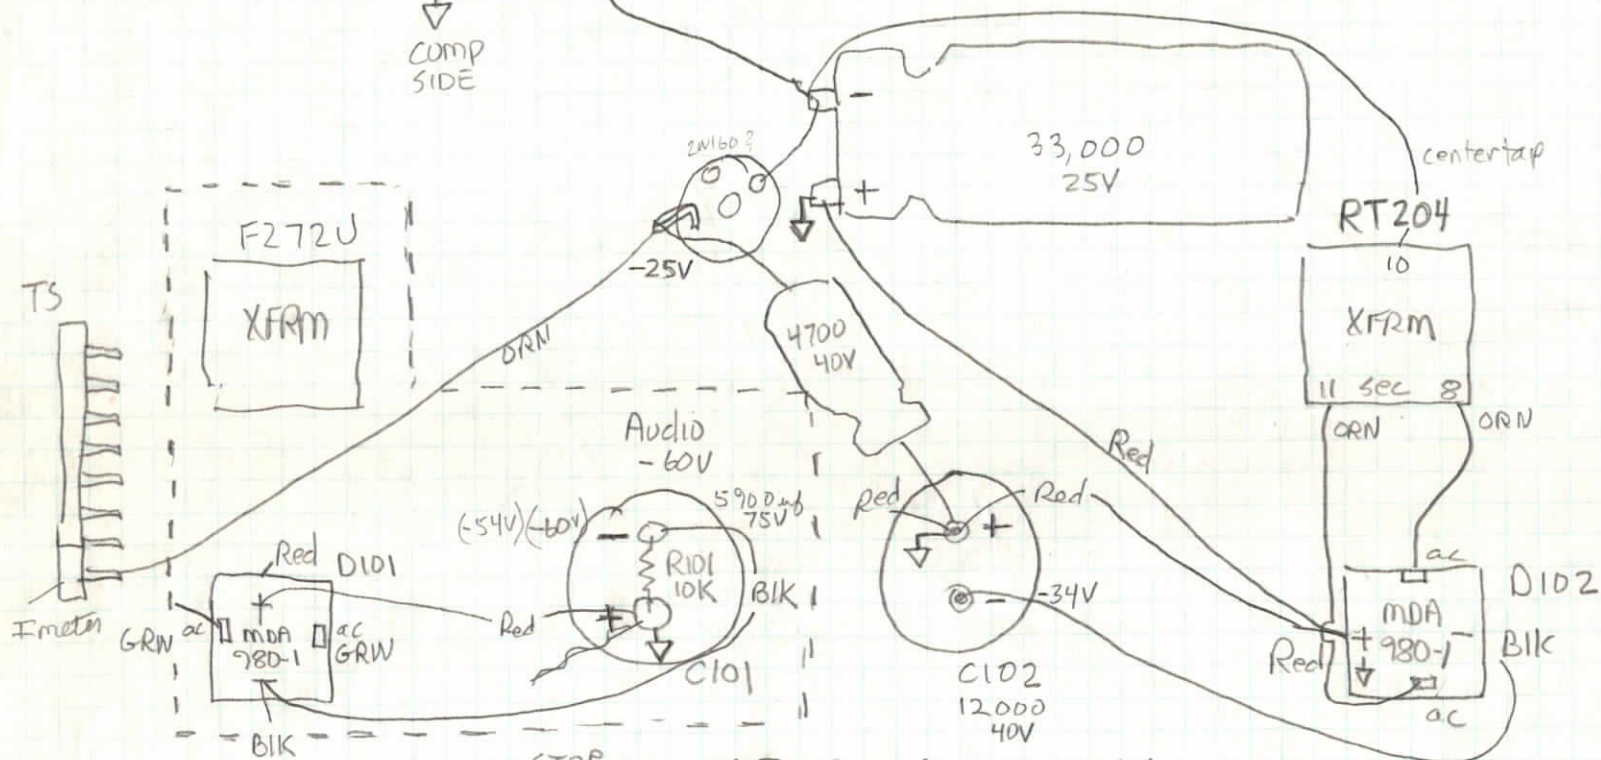 COMP
SIDE
-
33,000
25V
+
centertap
RT204
10
XFRM
11 sec 8
ORN
ORN
F272U
XFRM
TS
-25V
ORN
4700
40V
Red
Audio
-60V
(-54V)(-60V)
-
5900uf
75V
R101
10K
BlK
+
C101
Red
Red
+
-
-34V
C102
12000
40V
Red
D101
+
ac
MDA
980-1
ac
GRN
GRN
Red
-
BlK
Imeter
ac
D102
MDA
+
980-1
-
BlK
Red
ac